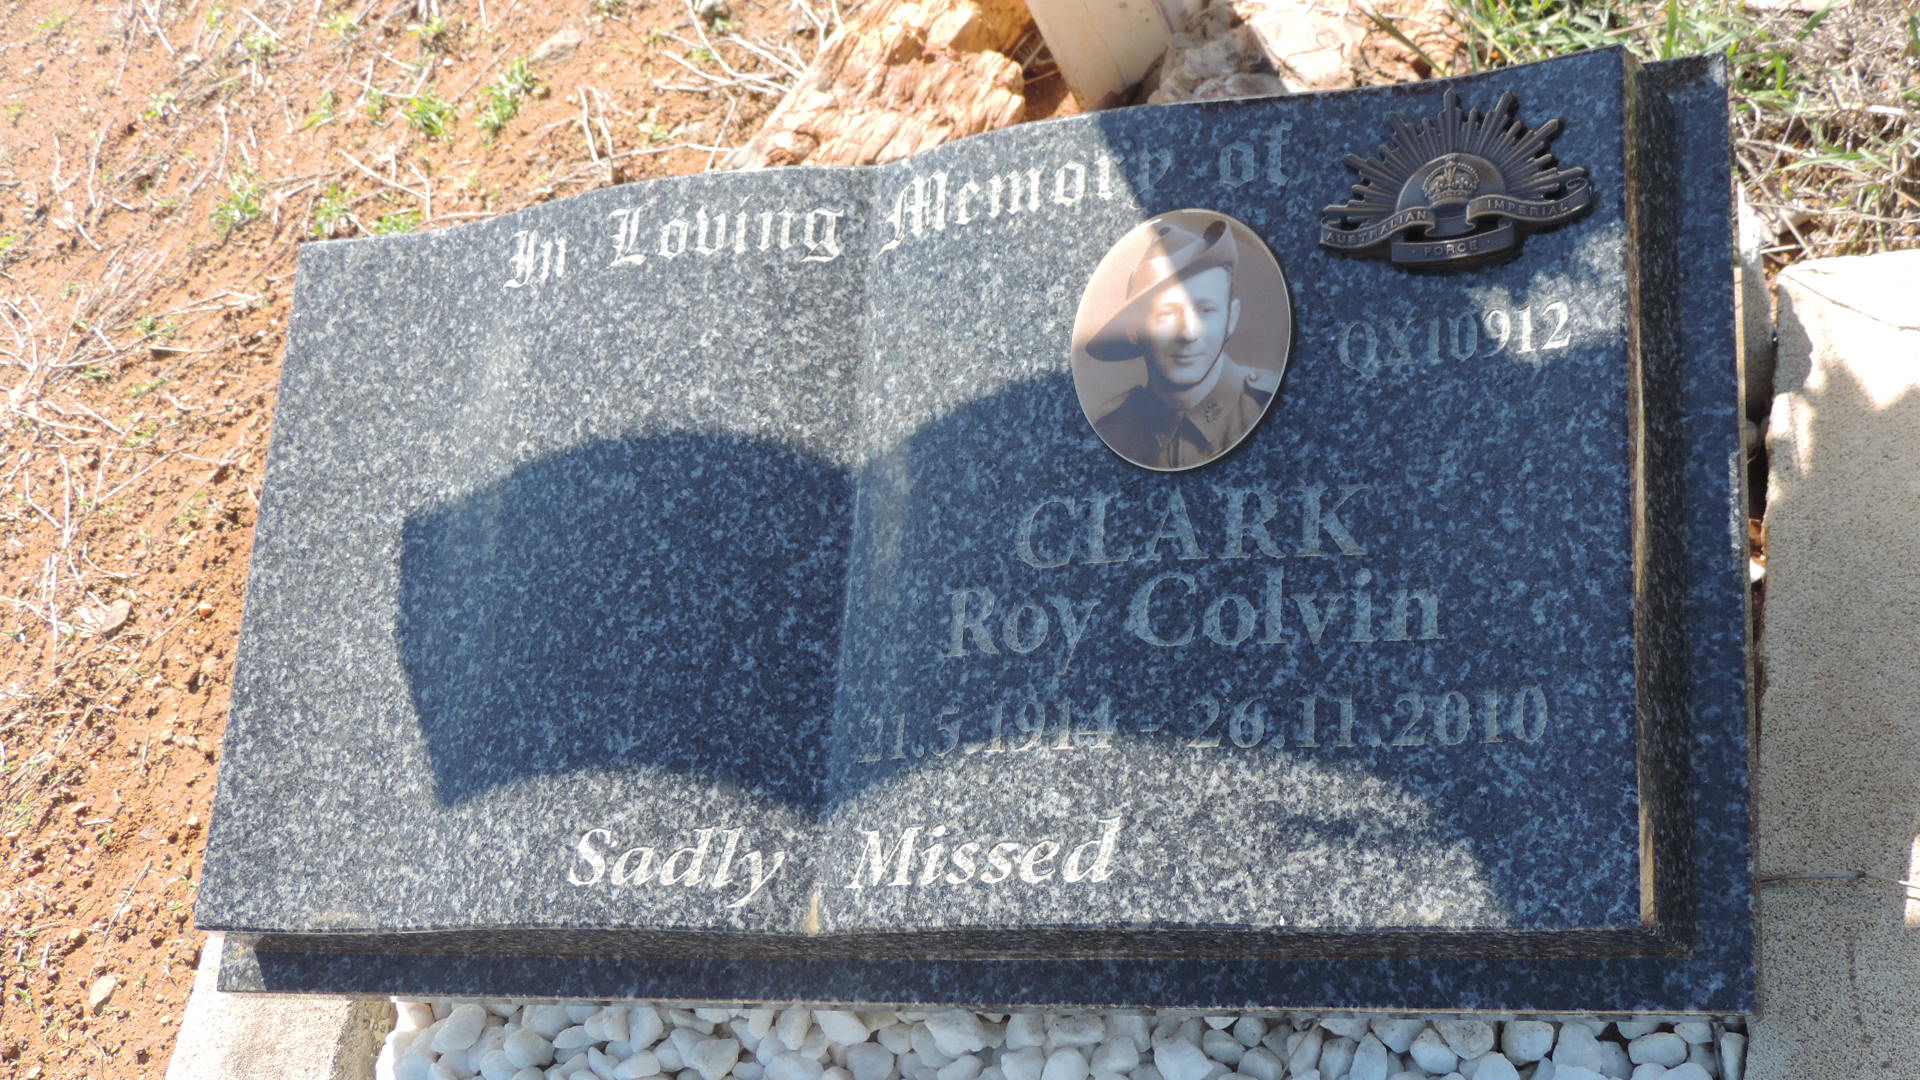 In Loving Memory of
AUSTRALIAN IMPERIAL
FORCE
QX10912
CLARK
Roy Colvin
21.5.1914 - 26.11.2010
Sadly Missed